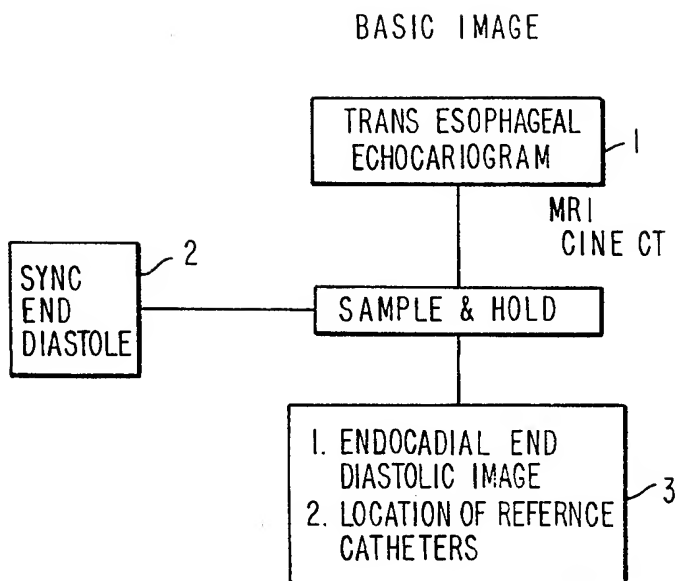 BASIC IMAGE
TRANS ESOPHAGEAL
ECHOCARIOGRAM
1
MRI
CINE CT
2
SYNC
END
DIASTOLE
SAMPLE & HOLD
1. ENDOCADIAL END
DIASTOLIC IMAGE
2. LOCATION OF REFERNCE
CATHETERS
3